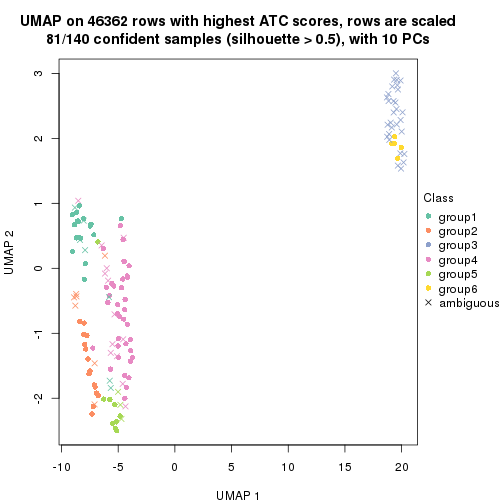 UMAP on 46362 rows with highest ATC scores, rows are scaled
81/140 confident samples (silhouette > 0.5), with 10 PCs
3
2
1
0
-1
-2
UMAP 2
-10
-5
0
5
10
15
20
UMAP 1
Class
group1
group2
group3
group4
group5
group6
ambiguous